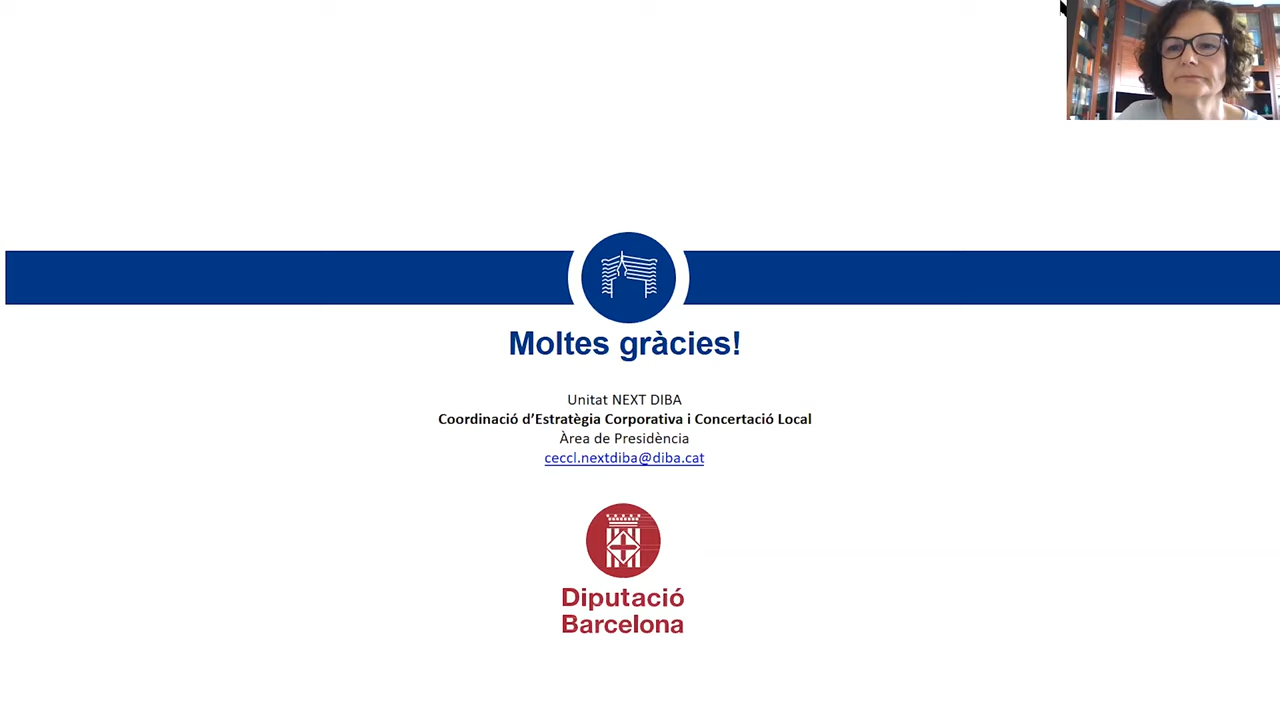 Moltes gràcies!
Unitat NEXT DIBA
Coordinació d'Estratègia Corporativa i Concertació Local
Àrea de Presidència
ceccl.nextdiba@diba.cat
Diputació
Barcelona